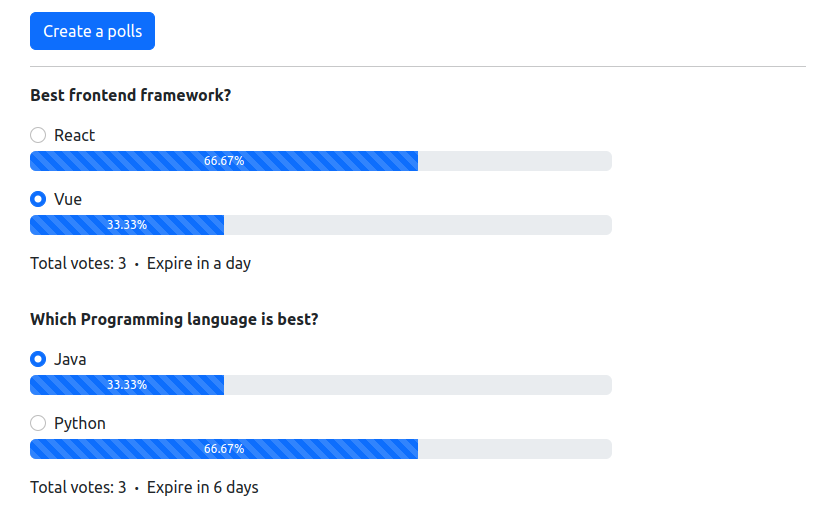 Create a polls
Best frontend framework?
React
66.67%
Vue
33.33%
Total votes: 3 • Expire in a day
Which Programming language is best?
Java
33.33%
Python
66.67%
Total votes: 3 • Expire in 6 days